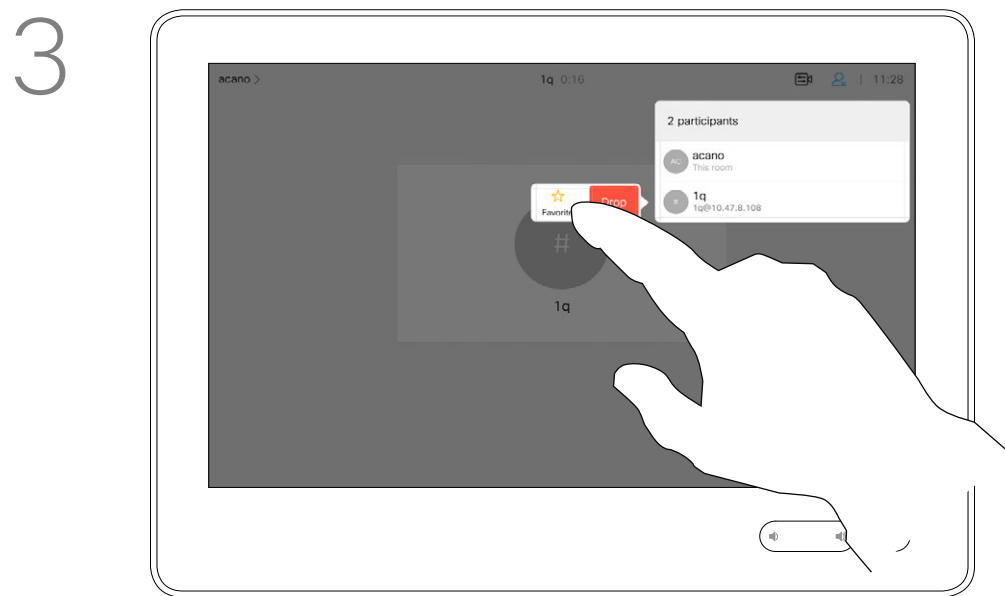 3
acano >
1q 0:16
11:28
2 participants
AC
acano
This room
#
1q
1q@10.47.8.108
Favorite
Drop
#
1q